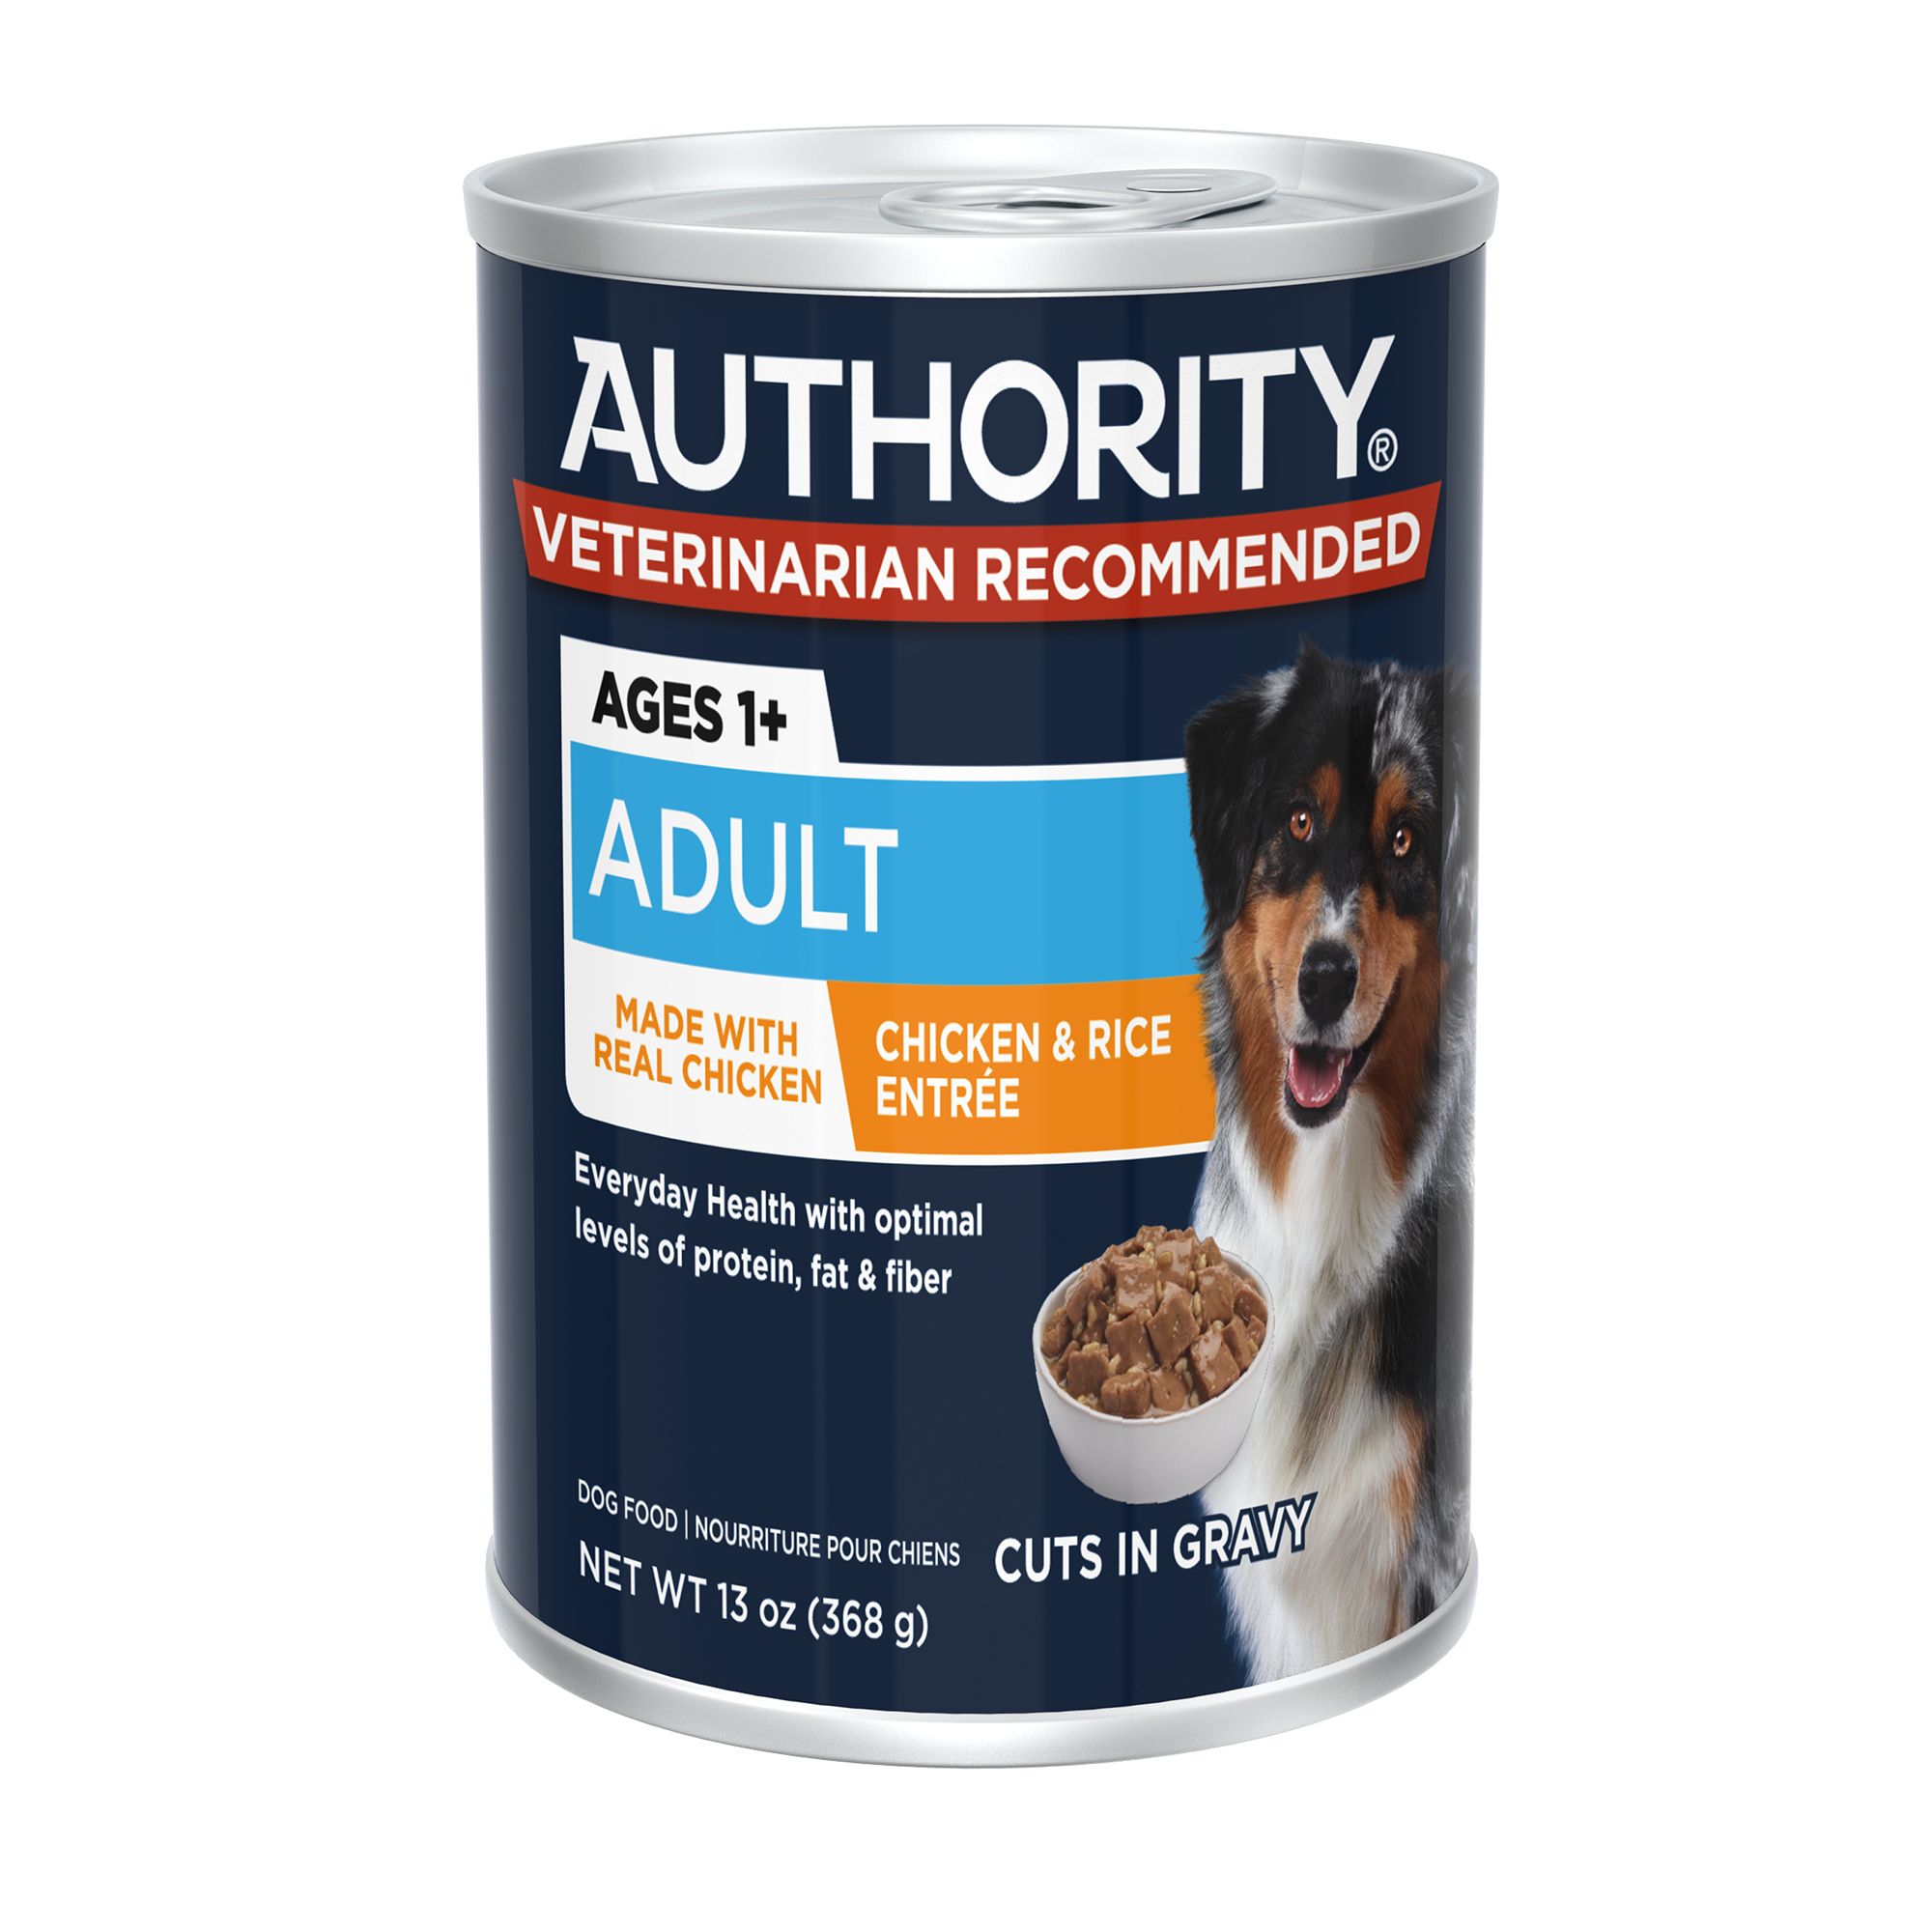 AUTHORITY®
VETERINARIAN RECOMMENDED
AGES 1+
ADULT
MADE WITH
REAL CHICKEN
CHICKEN & RICE
ENTRÉE
Everyday Health with optimal
levels of protein, fat & fiber
DOG FOOD | NOURRITURE POUR CHIENS
CUTS IN GRAVY
NET WT 13 oz (368 g)